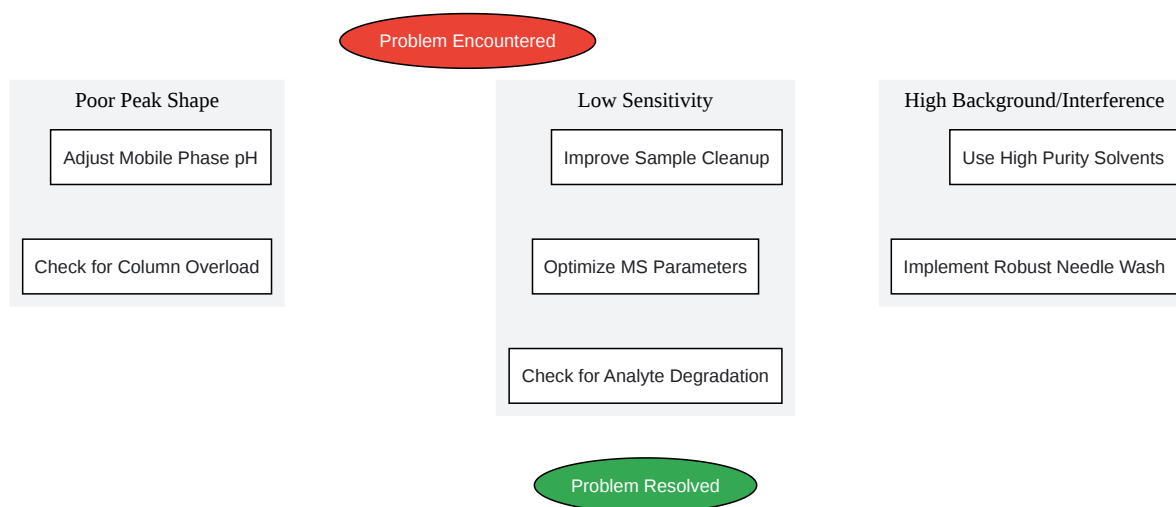 Problem Encountered
Poor Peak Shape
Adjust Mobile Phase pH
Check for Column Overload
Low Sensitivity
Improve Sample Cleanup
Optimize MS Parameters
Check for Analyte Degradation
High Background/Interference
Use High Purity Solvents
Implement Robust Needle Wash
Problem Resolved